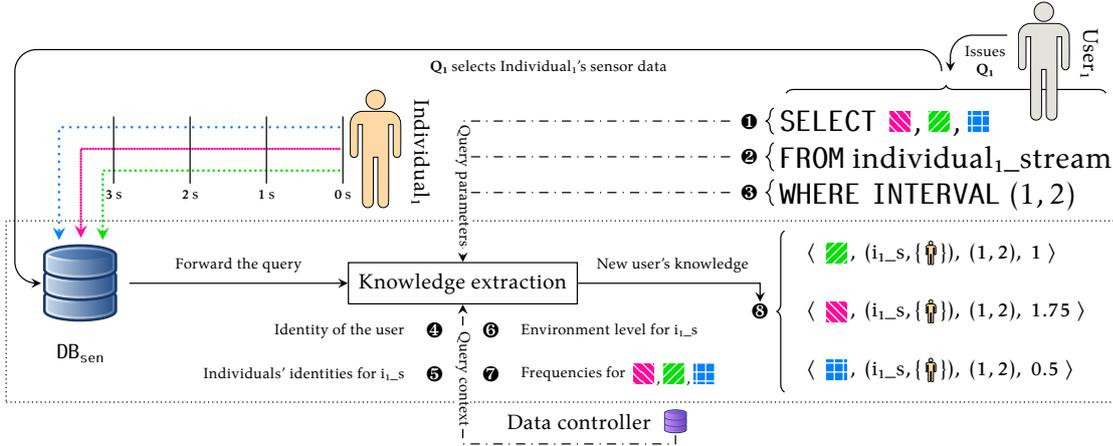 User₁
Issues
Q₁
Q₁ selects Individual₁'s sensor data
Individual₁
3 s 2 s 1 s 0 s
Query parameters
❶ { SELECT , ,
❷ { FROM individual₁_stream
❸ { WHERE INTERVAL (1, 2)
DBsen
Forward the query
Knowledge extraction
New user's knowledge
❽
⟨ , (i₁_s, { }), (1, 2), 1 ⟩
⟨ , (i₁_s, { }), (1, 2), 1.75 ⟩
⟨ , (i₁_s, { }), (1, 2), 0.5 ⟩
Identity of the user ❹
❻ Environment level for i₁_s
Individuals' identities for i₁_s ❺
❼ Frequencies for , ,
Query context
Data controller